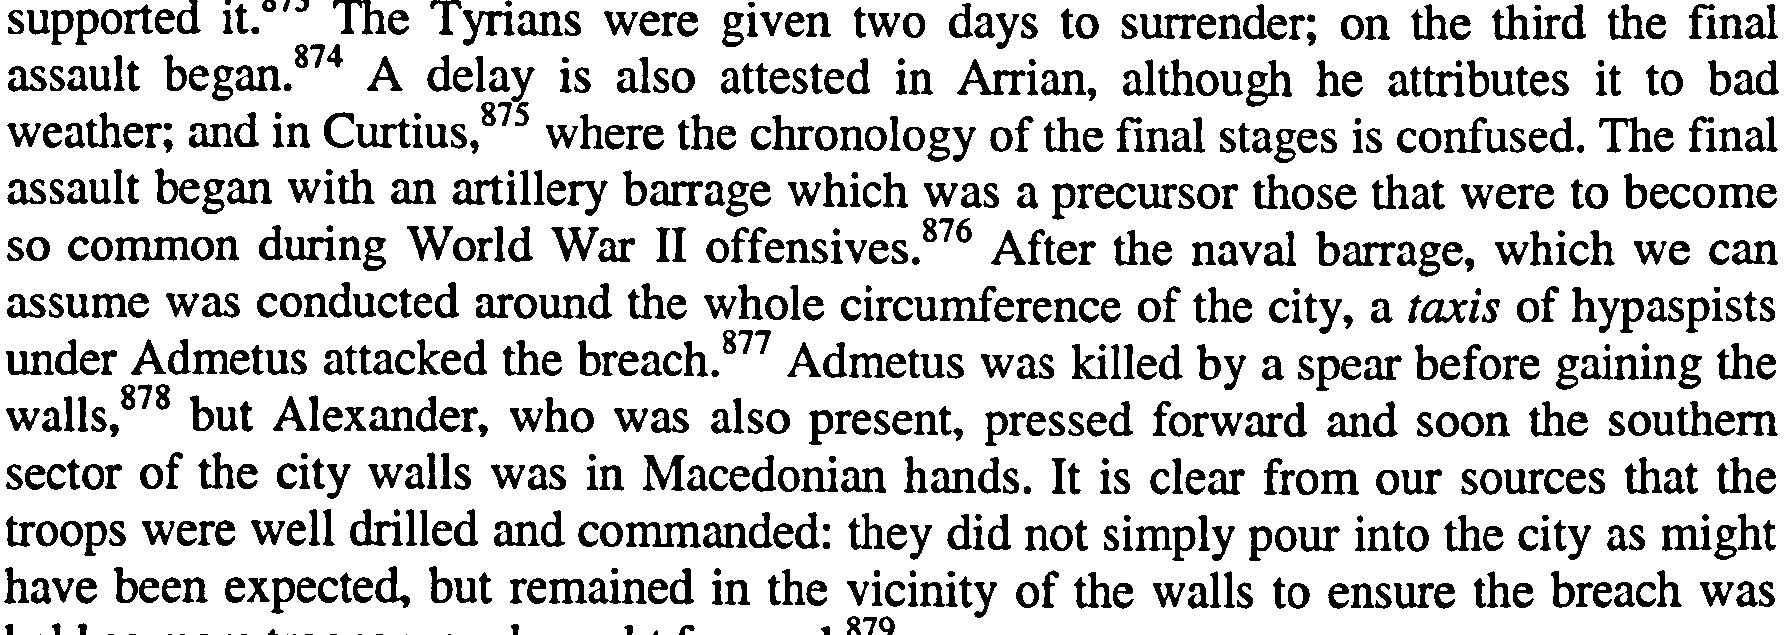 supported it.⁸⁷³ The Tyrians were given two days to surrender; on the third the final
assault began.⁸⁷⁴ A delay is also attested in Arrian, although he attributes it to bad
weather; and in Curtius,⁸⁷⁵ where the chronology of the final stages is confused. The final
assault began with an artillery barrage which was a precursor those that were to become
so common during World War II offensives.⁸⁷⁶ After the naval barrage, which we can
assume was conducted around the whole circumference of the city, a taxis of hypaspists
under Admetus attacked the breach.⁸⁷⁷ Admetus was killed by a spear before gaining the
walls,⁸⁷⁸ but Alexander, who was also present, pressed forward and soon the southern
sector of the city walls was in Macedonian hands. It is clear from our sources that the
troops were well drilled and commanded: they did not simply pour into the city as might
have been expected, but remained in the vicinity of the walls to ensure the breach was
⁸⁷⁹